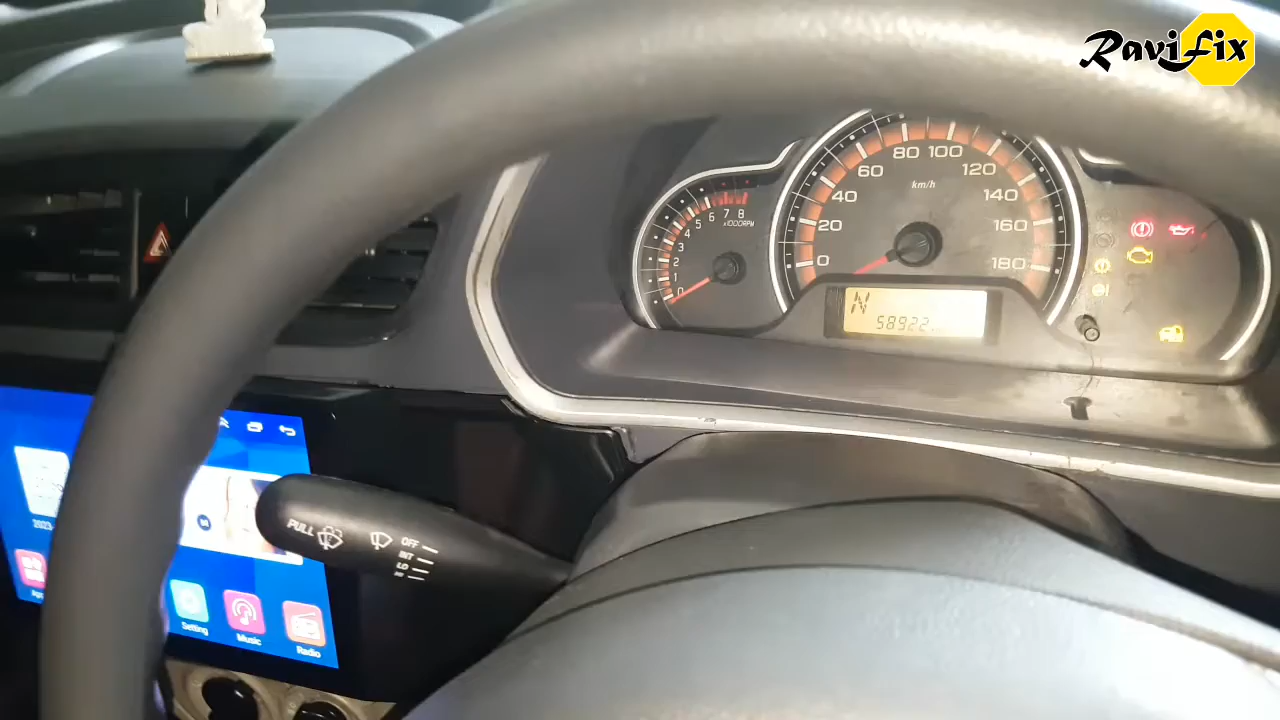 RaviFix
80 100
60 120
km/h
40 140
20 160
0 180
6 7 8
5 x1000RPM
4
3
2
1
0
N
58922
PULL
OFF
INT
LO
HI
2023-
Setting
Music
Radio